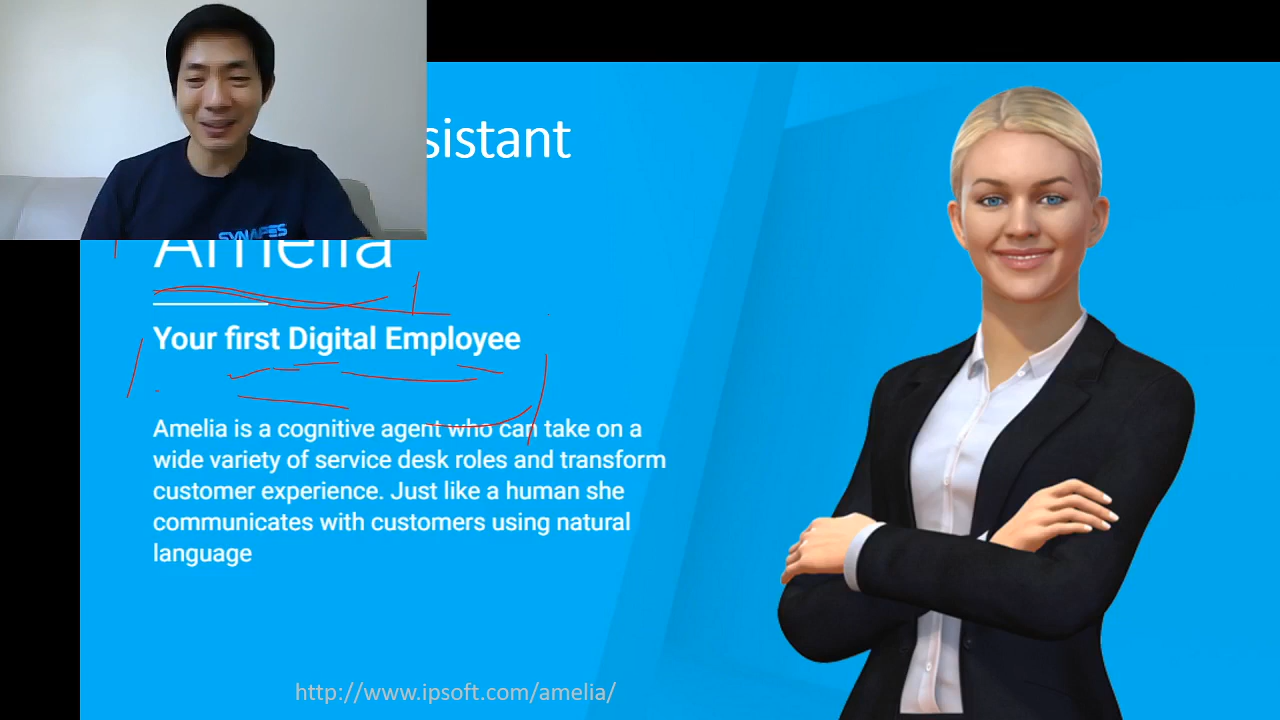 sistant
SYNAPES
Amelia
Your first Digital Employee
Amelia is a cognitive agent who can take on a
wide variety of service desk roles and transform
customer experience. Just like a human she
communicates with customers using natural
language
http://www.ipsoft.com/amelia/